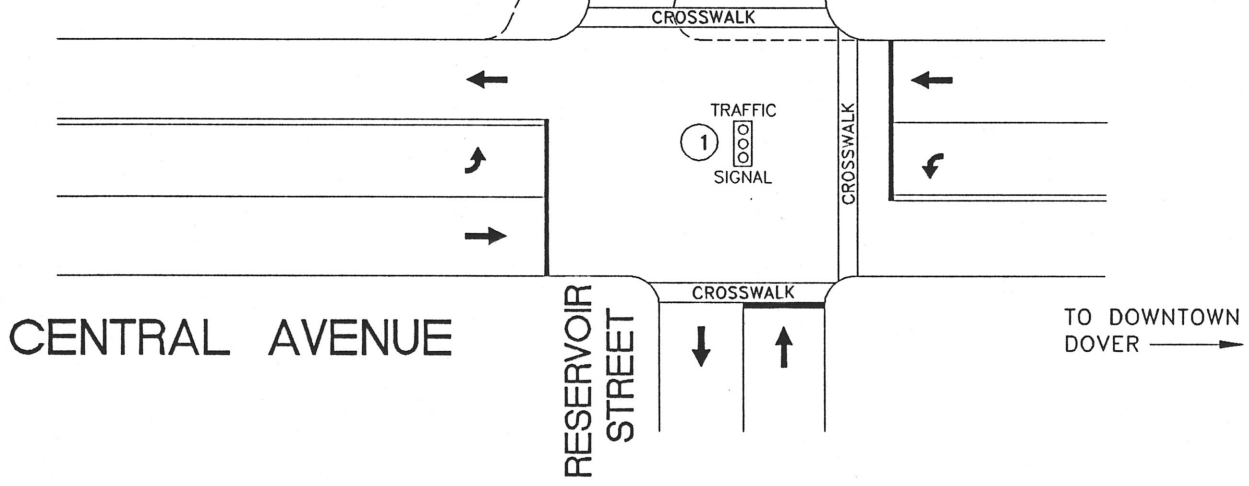 CROSSWALK
TRAFFIC
1
SIGNAL
CROSSWALK
CROSSWALK
CENTRAL AVENUE
RESERVOIR
STREET
TO DOWNTOWN
DOVER